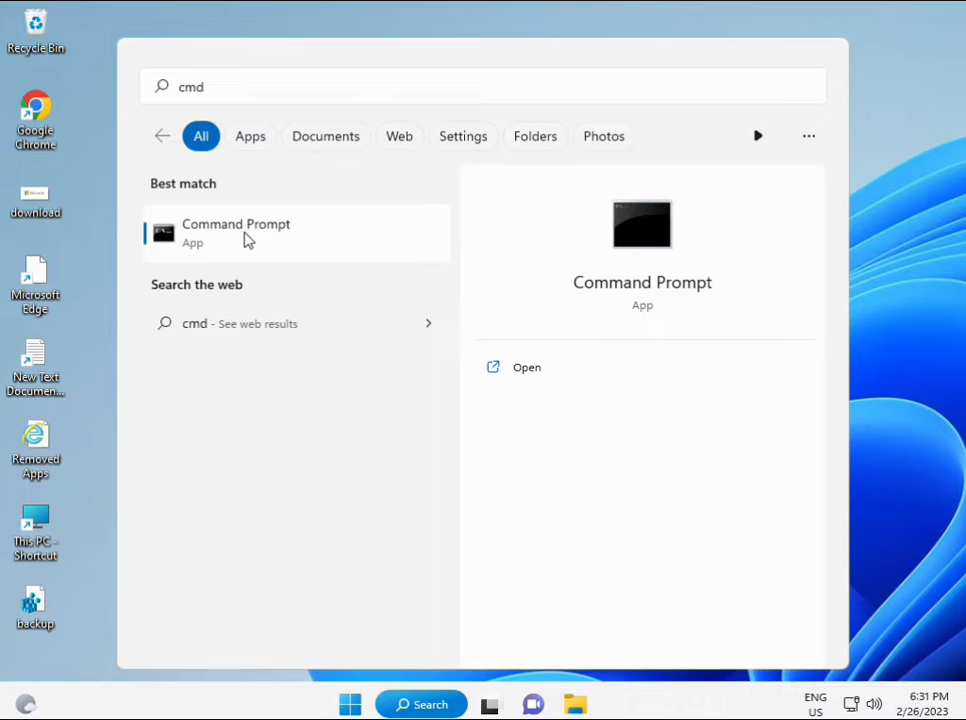 Recycle Bin
Google
Chrome
download
Microsoft
Edge
New Text
Documen...
Removed
Apps
This PC -
Shortcut
backup
cmd
All Apps Documents Web Settings Folders Photos
Best match
Command Prompt
App
Search the web
cmd - See web results
Command Prompt
App
Open
Search
ENG
US
6:31 PM
2/26/2023